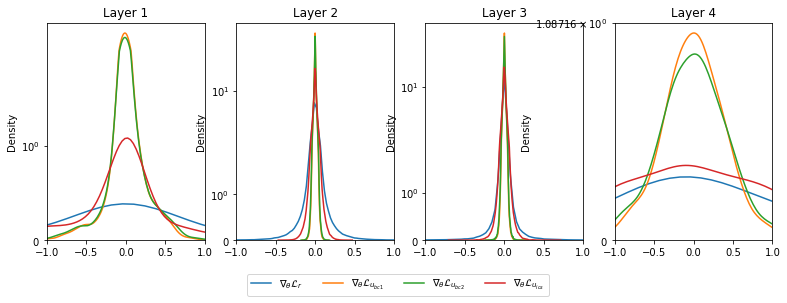 Layer 1 Layer 2 Layer 3 Layer 4
1.08716 × 10⁰
Density Density Density Density
10⁰ 10¹ 10⁰ 10¹ 10⁰
0 0 0 0
−1.0 −0.5 0.0 0.5 1.0 −1.0 −0.5 0.0 0.5 1.0 −1.0 −0.5 0.0 0.5 1.0 −1.0 −0.5 0.0 0.5 1.0
∇θℒr ∇θℒu_bc1 ∇θℒu_bc2 ∇θℒu_ics